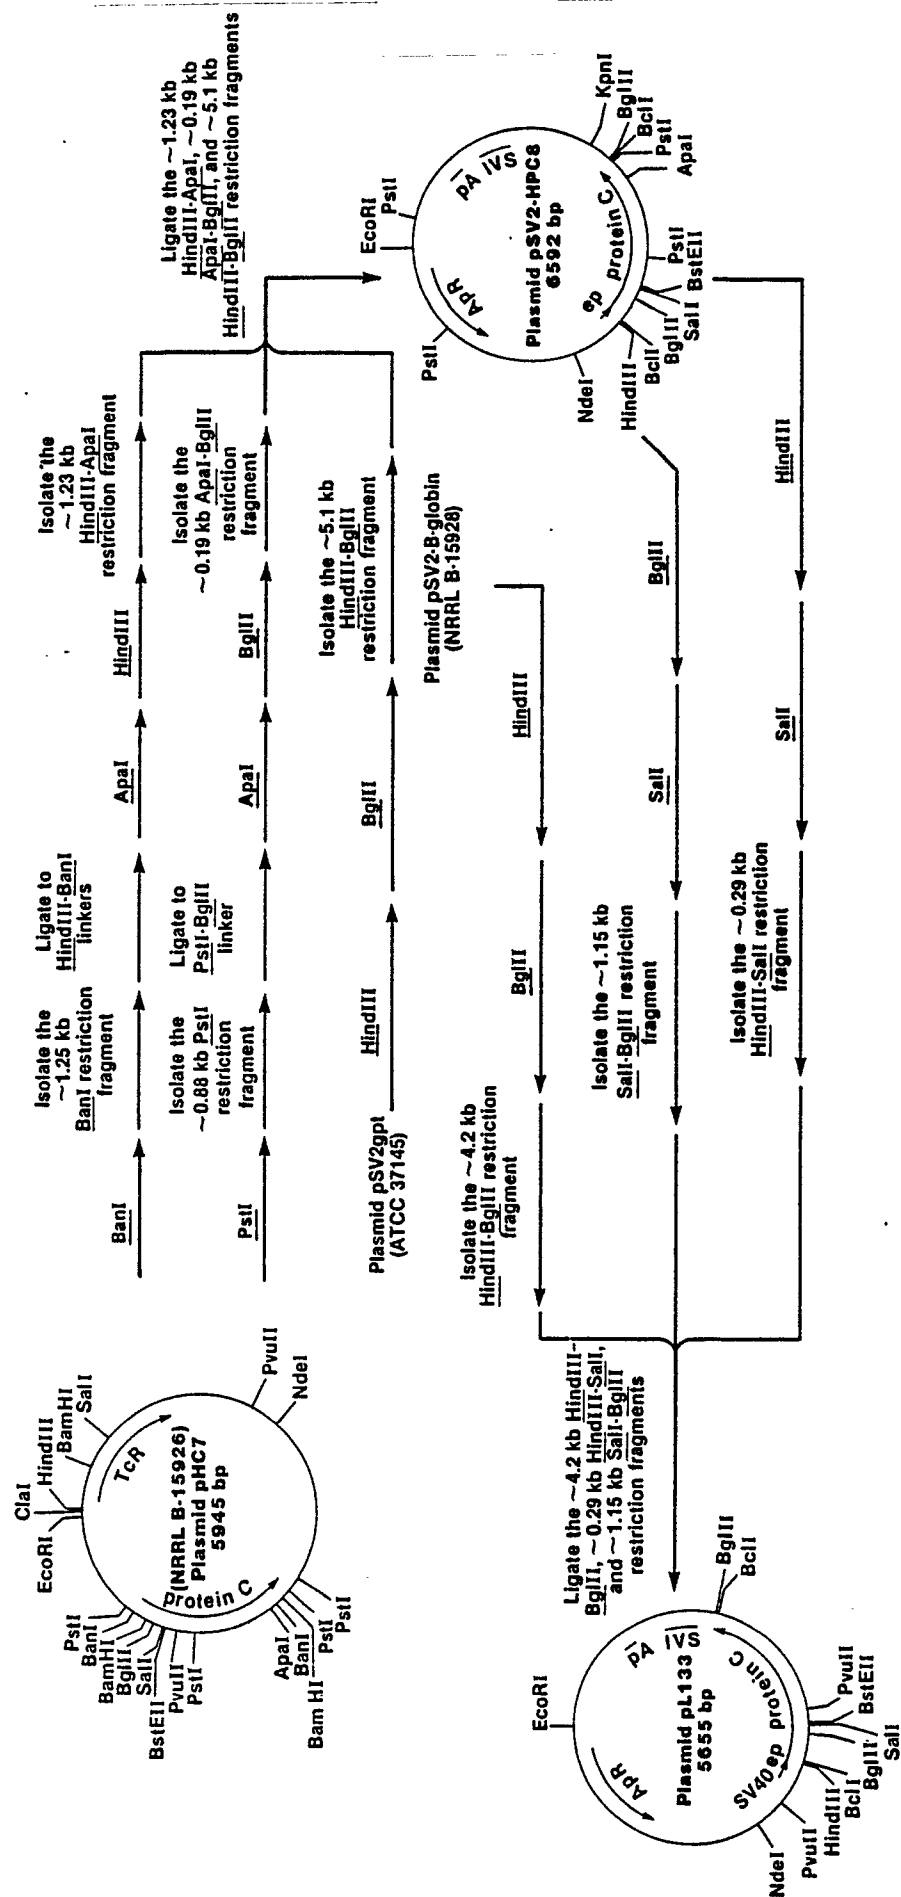 ClaI
EcoRI
HindIII
BamHI
SalI
TcR
PstI
BanI
BamHI
BglII
SalI
BstEII
PvuII
PstI
(NRRL B-15926)
Plasmid pHC7
5945 bp
protein C
PvuII
NdeI
ApaI
BanI
PstI
PstI
Bam HI
BanI
Isolate the
~1.25 kb
BanI restriction
fragment
Ligate to
HindIII-BanI
linkers
ApaI
HindIII
Isolate the
~1.23 kb
HindIII-ApaI
restriction fragment
PstI
Isolate the
~0.88 kb PstI
restriction
fragment
Ligate to
PstI-BglII
linker
ApaI
BglII
Isolate the
~0.19 kb ApaI-BglII
restriction
fragment
Plasmid pSV2gpt
(ATCC 37145)
HindIII
BglII
Isolate the ~5.1 kb
HindIII-BglII
restriction fragment
Ligate the ~1.23 kb
HindIII-ApaI, ~0.19 kb
ApaI-BglII, and ~5.1 kb
HindIII-BglII restriction fragments
EcoRI
PstI
PstI
ApR
pA IVS
Plasmid pSV2-HPC8
6592 bp
ep protein C
KpnI
BglII
BclI
PstI
ApaI
NdeI
HindIII
BclI
BglII
SalI
BstEII
PstI
Plasmid pSV2-B-globin
(NRRL B-15928)
HindIII
BglII
Isolate the ~4.2 kb
HindIII-BglII restriction
fragment
BglII
SalI
Isolate the ~1.15 kb
SalI-BglII restriction
fragment
HindIII
SalI
Isolate the ~0.29 kb
HindIII-SalI restriction
fragment
Ligate the ~4.2 kb HindIII-
BglII, ~0.29 kb HindIII-SalI,
and ~1.15 kb SalI-BglII
restriction fragments
EcoRI
ApR
pA IVS
Plasmid pL133
5655 bp
SV40ep protein C
BglII
BclI
NdeI
PvuII
HindIII
BclI
BglII
SalI
BstEII
PvuII